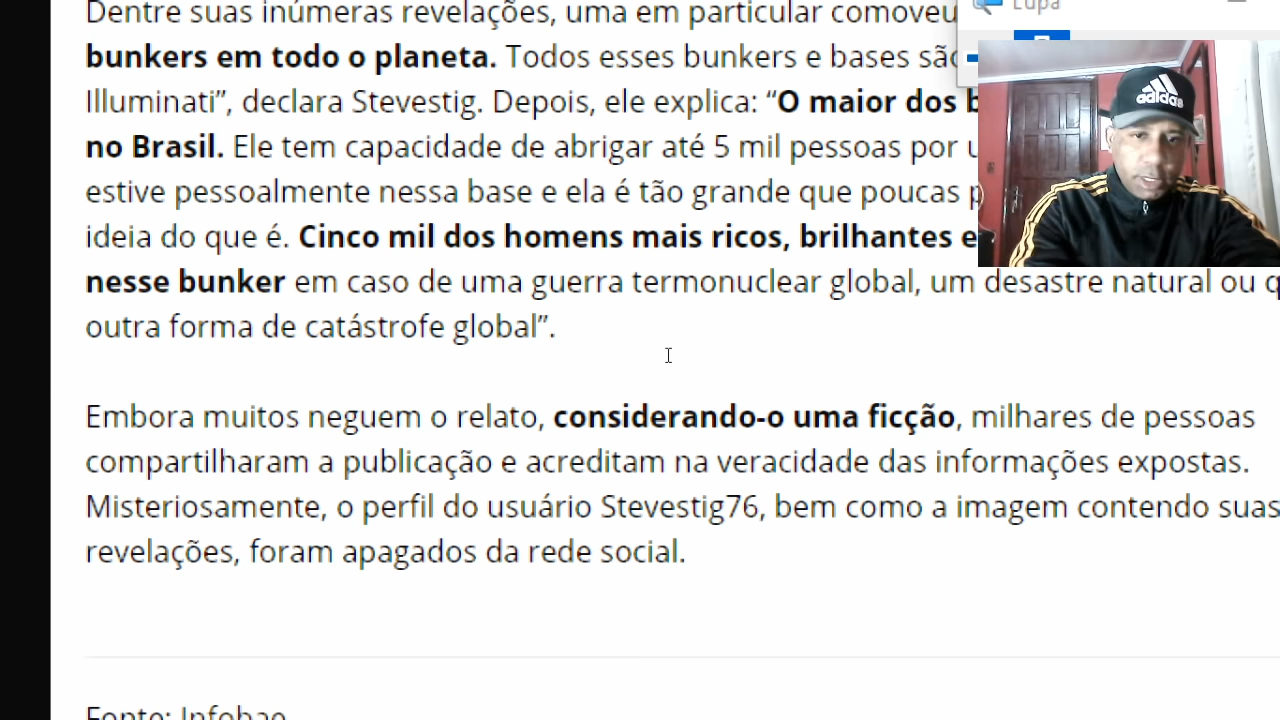 Dentre suas inúmeras revelações, uma em particular comoveu
bunkers em todo o planeta. Todos esses bunkers e bases são
Illuminati”, declara Stevestig. Depois, ele explica: “O maior dos b
no Brasil. Ele tem capacidade de abrigar até 5 mil pessoas por u
estive pessoalmente nessa base e ela é tão grande que poucas p
ideia do que é. Cinco mil dos homens mais ricos, brilhantes e
nesse bunker em caso de uma guerra termonuclear global, um desastre natural ou q
outra forma de catástrofe global”.
Embora muitos neguem o relato, considerando-o uma ficção, milhares de pessoas
compartilharam a publicação e acreditam na veracidade das informações expostas.
Misteriosamente, o perfil do usuário Stevestig76, bem como a imagem contendo suas
revelações, foram apagados da rede social.
Fonte: Infobae
Lupa
adidas